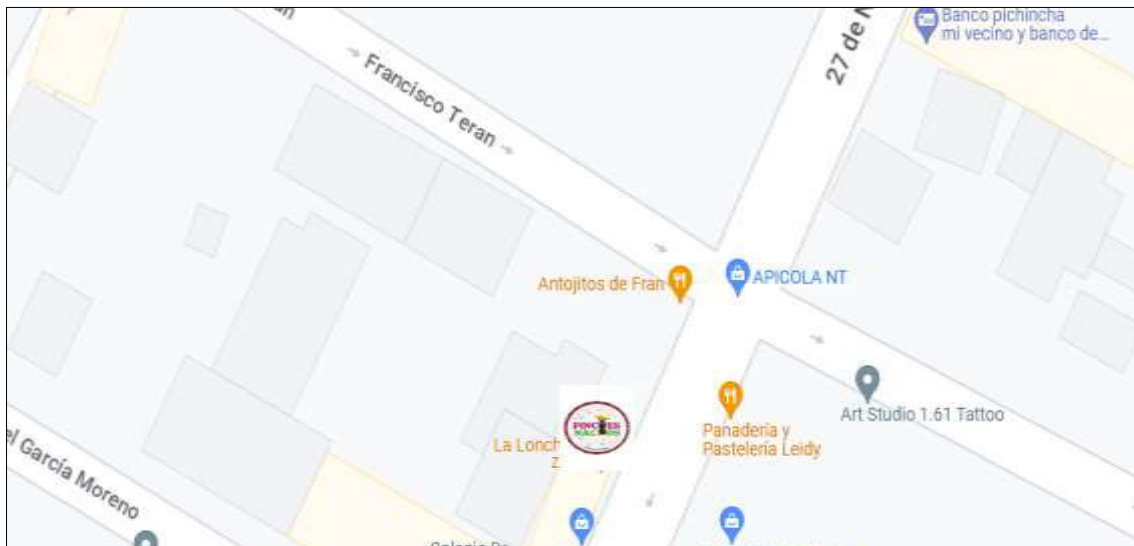 Banco pichincha
mi vecino y banco de...
27 de
Francisco Teran
Antojitos de Fran
APICOLA NT
Art Studio 1.61 Tattoo
La Lonch
Panadería y
Pastelería Leidy
García Moreno